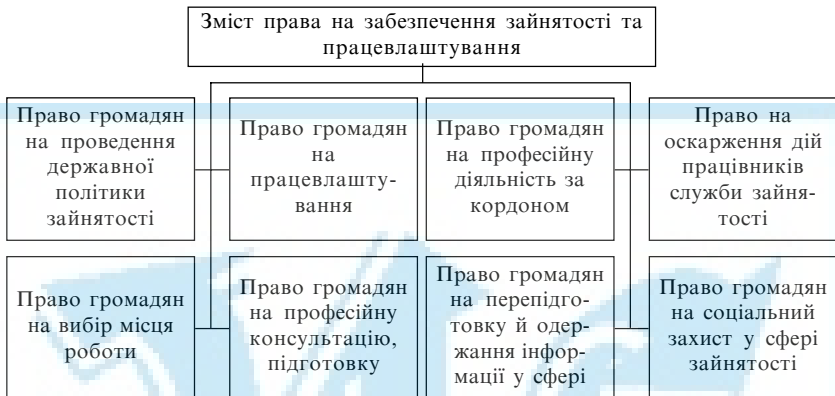 Зміст права на забезпечення зайнятості та
працевлаштування
Право громадян
на проведення
державної
політики
зайнятості
Право громадян
на
працевлашту-
вання
Право громадян
на професійну
діяльність за
кордоном
Право на
оскарження дій
працівників
служби зайня-
тості
Право громадян
на вибір місця
роботи
Право громадян
на професійну
консультацію,
підготовку
Право громадян
на перепідго-
товку й одер-
жання інфор-
мації у сфері
Право громадян
на соціальний
захист у сфері
зайнятості